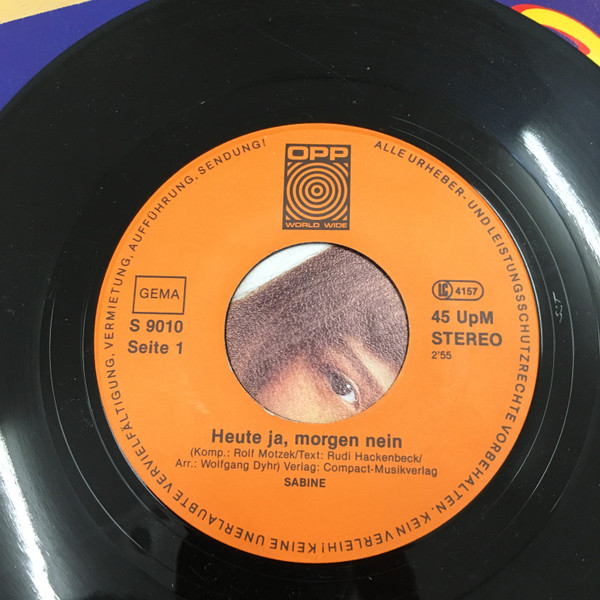 OPP
WORLD WIDE
ALLE URHEBER- UND LEISTUNGSSCHUTZRECHTE VORBEHALTEN. KEIN VERLEIH! KEINE UNERLAUBTE VERVIELFÄLTIGUNG, VERMIETUNG, AUFFÜHRUNG, SENDUNG!
GEMA
S 9010
Seite 1
LC 4157
45 UpM
STEREO
2'55
Heute ja, morgen nein
(Komp.: Rolf Motzek/Text: Rudi Hackenbeck/
Arr.: Wolfgang Dyhr) Verlag: Compact-Musikverlag
SABINE